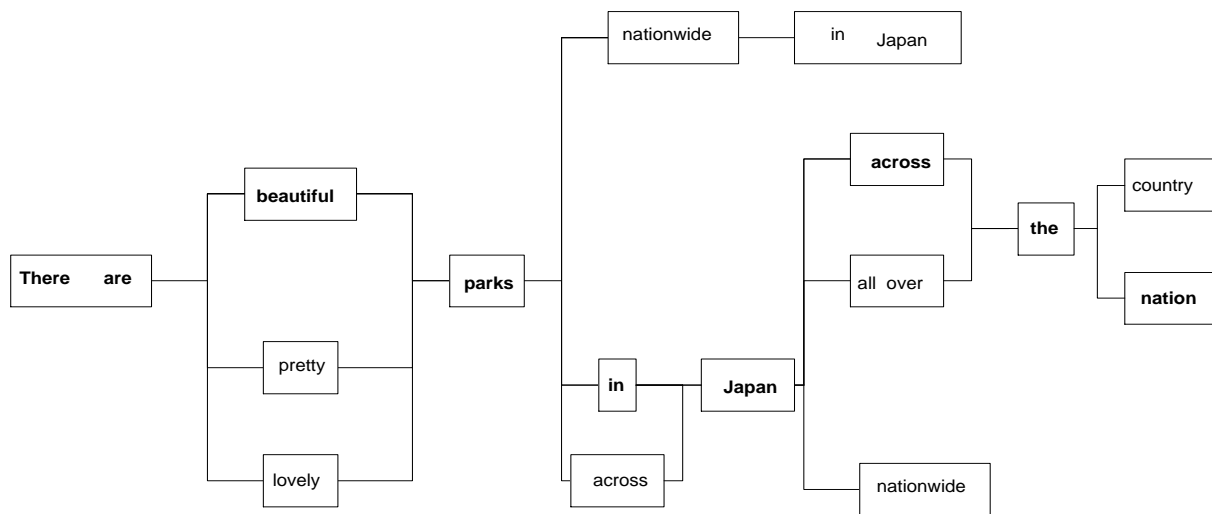 nationwide
in Japan
across
beautiful
country
the
There are
parks
all over
nation
pretty
in
Japan
lovely
across
nationwide